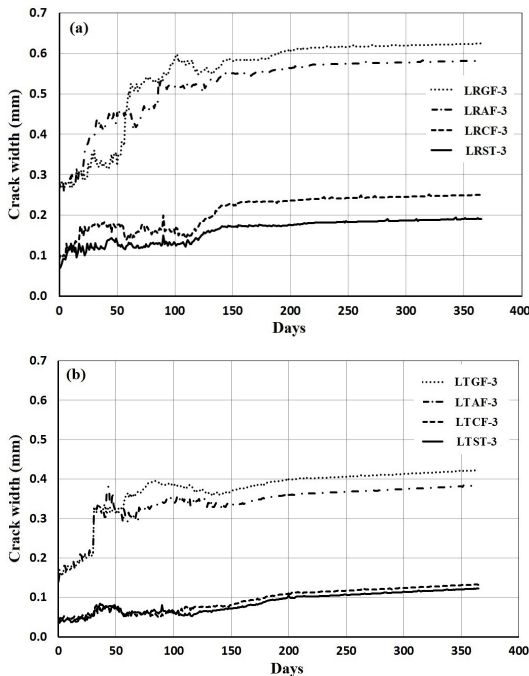 (a)
0.7
0.6
0.5
0.4
0.3
0.2
0.1
0.0
Crack width (mm)
LRGF-3
LRAF-3
LRCF-3
LRST-3
0 50 100 150 200 250 300 350 400
Days
(b)
0.7
0.6
0.5
0.4
0.3
0.2
0.1
0.0
Crack width (mm)
LTGF-3
LTAF-3
LTCF-3
LTST-3
0 50 100 150 200 250 300 350 400
Days